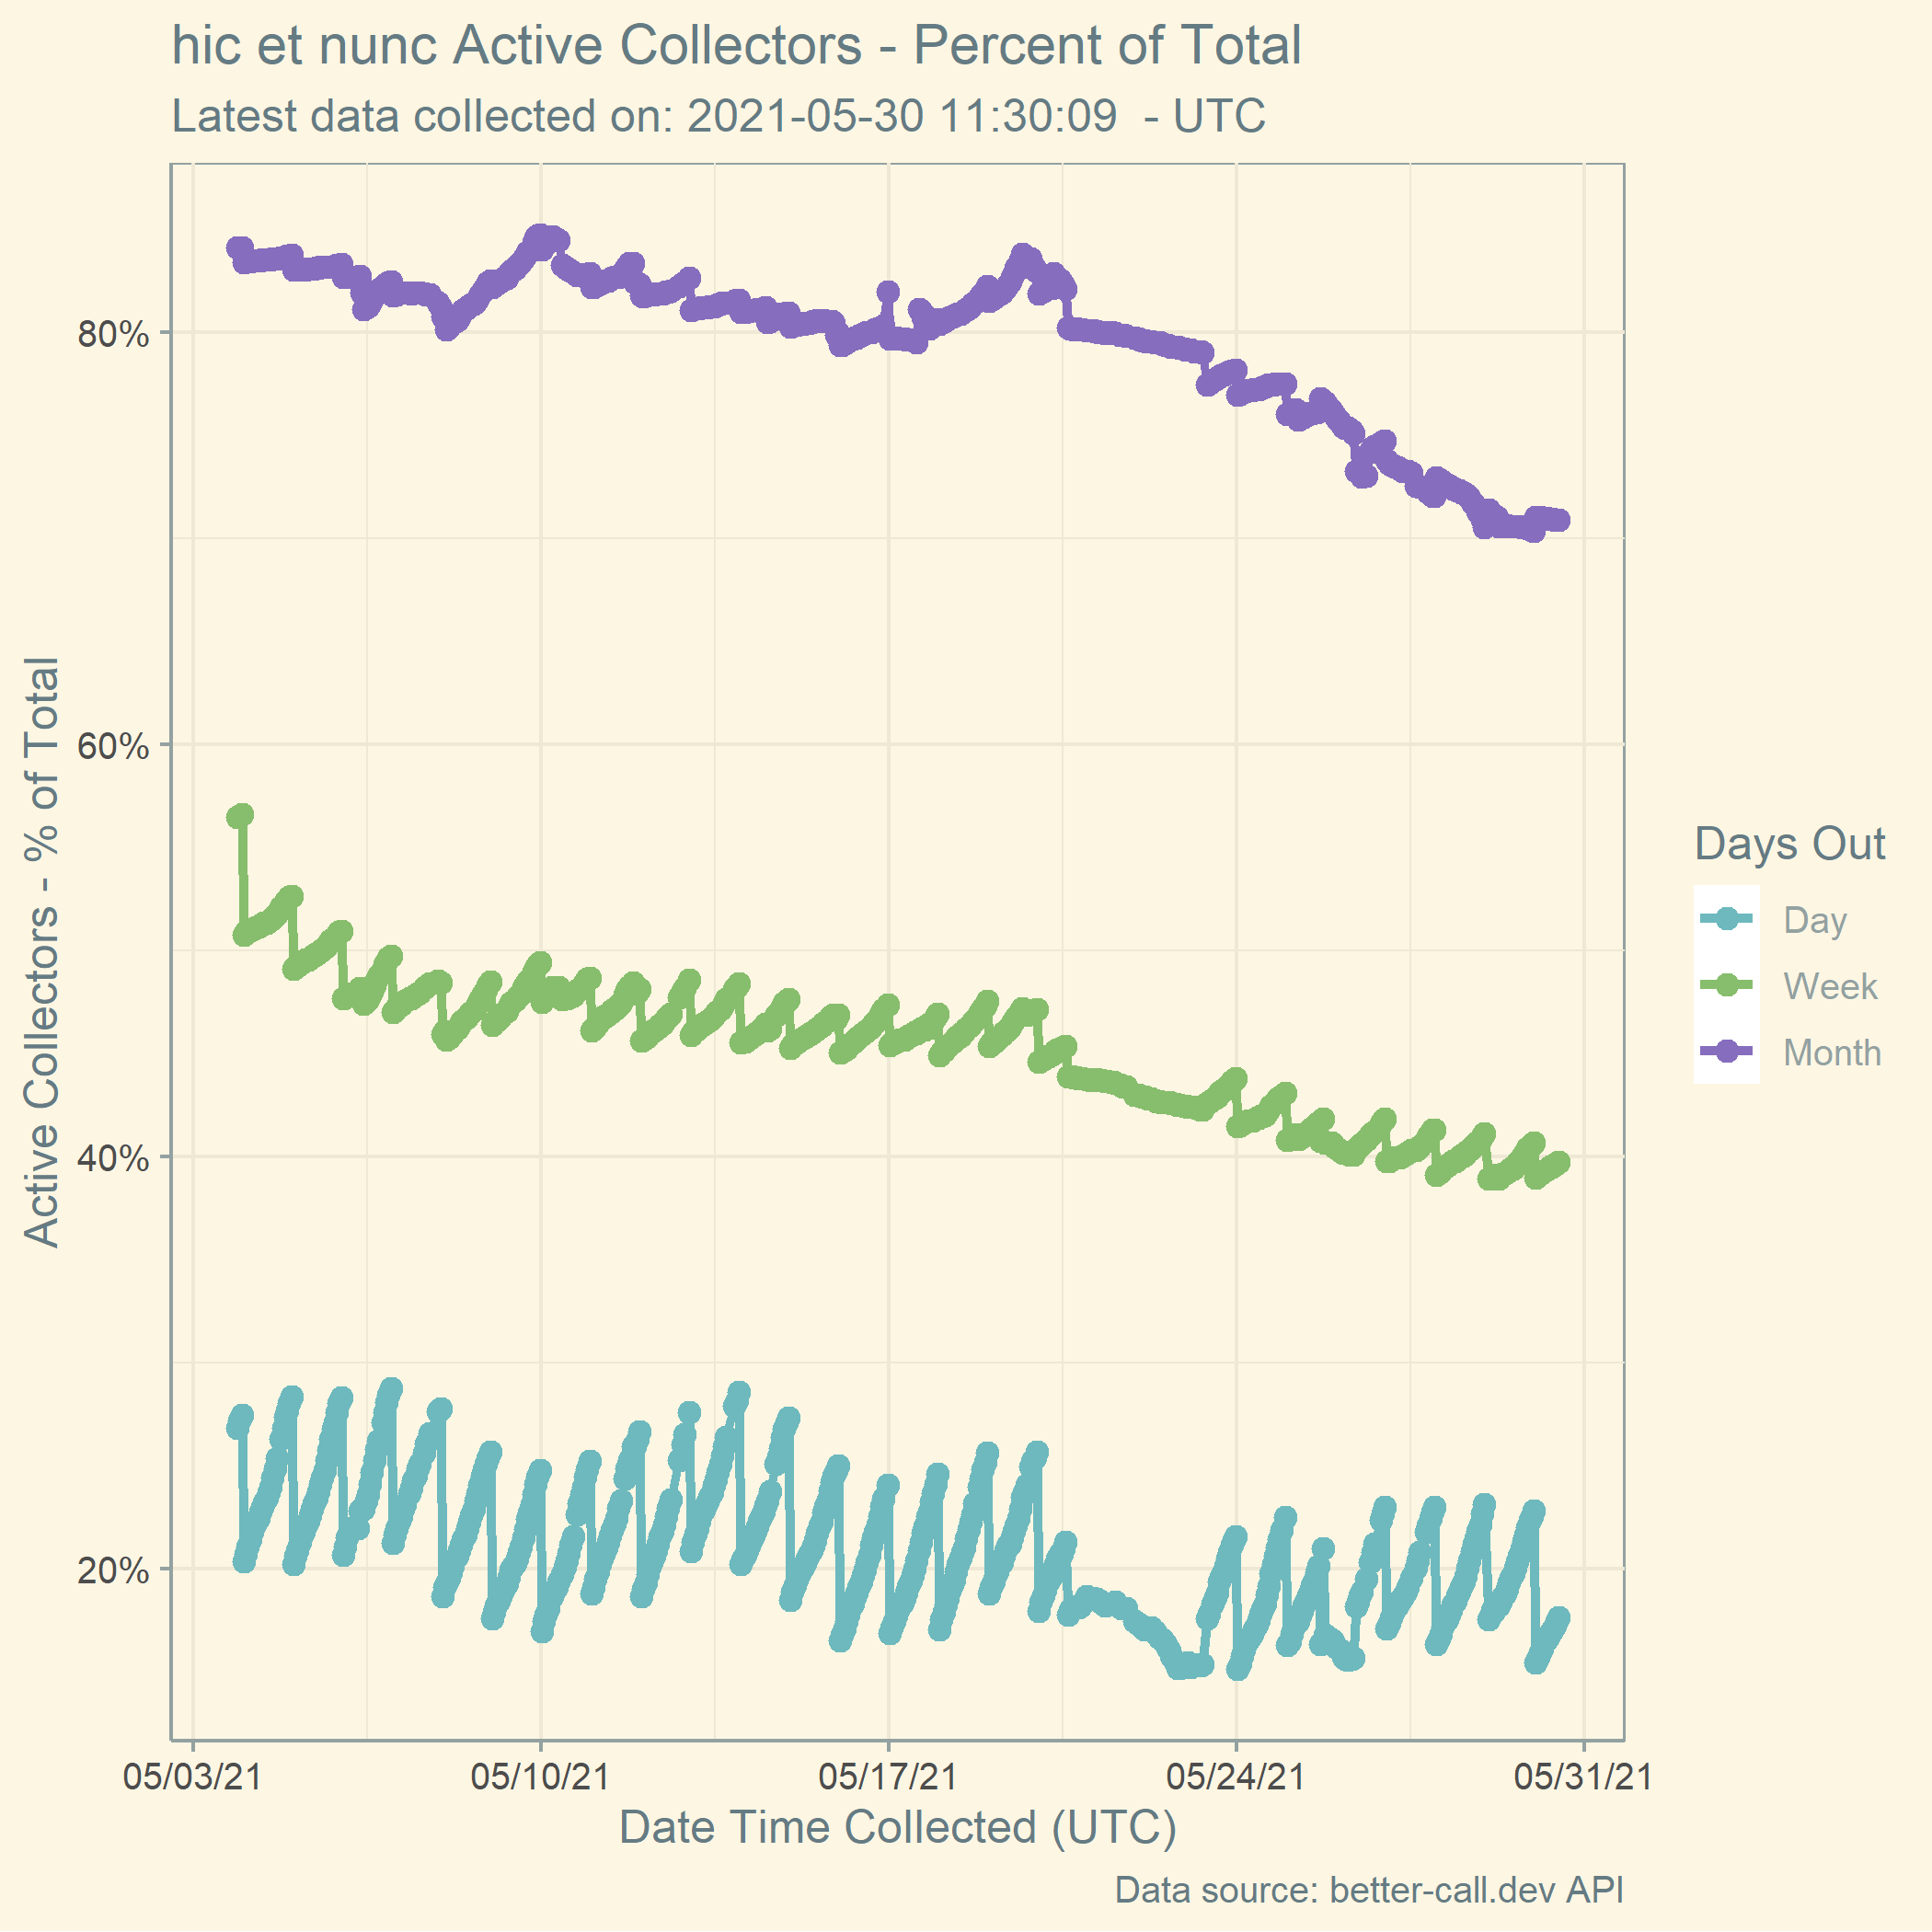 hic et nunc Active Collectors - Percent of Total
Latest data collected on: 2021-05-30 11:30:09  - UTC
Active Collectors - % of Total
80%
60%
40%
20%
05/03/21
05/10/21
05/17/21
05/24/21
05/31/21
Date Time Collected (UTC)
Days Out
Day
Week
Month
Data source: better-call.dev API